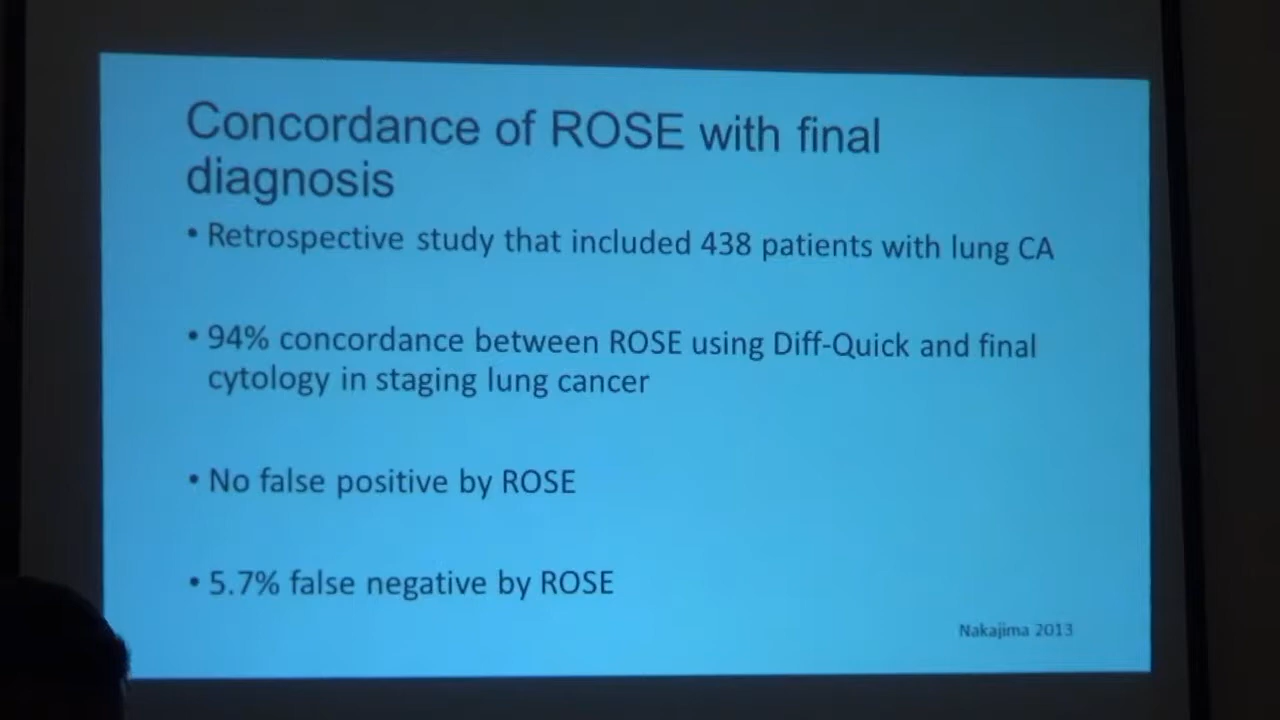 Concordance of ROSE with final
diagnosis
• Retrospective study that included 438 patients with lung CA
• 94% concordance between ROSE using Diff-Quick and final
cytology in staging lung cancer
• No false positive by ROSE
• 5.7% false negative by ROSE
Nakajima 2013